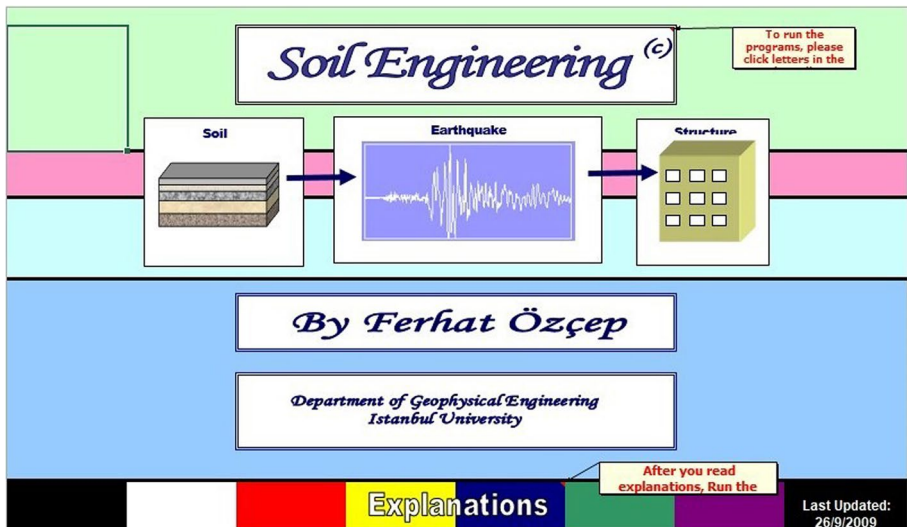 Soil Engineering (c)
To run the
programs, please
click letters in the
Soil
Earthquake
Structure
By Ferhat Özçep
Department of Geophysical Engineering
Istanbul University
After you read
explanations, Run the
Explanations
Last Updated:
26/9/2009